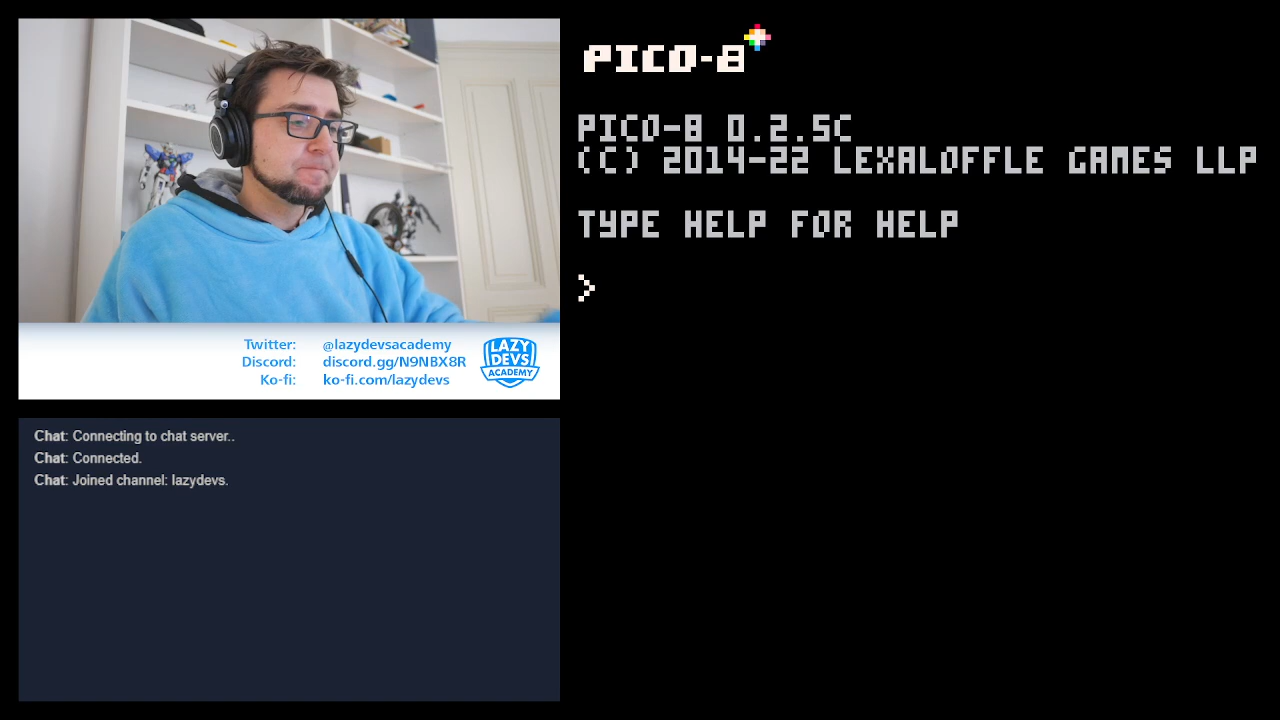 PICO-8
PICO-8 0.2.5C
(C) 2014-22 LEXALOFFLE GAMES LLP
TYPE HELP FOR HELP
>
Twitter: @lazydevsacademy
Discord: discord.gg/N9NBX8R
Ko-fi: ko-fi.com/lazydevs
LAZY
DEVS
ACADEMY
Chat: Connecting to chat server..
Chat: Connected.
Chat: Joined channel: lazydevs.